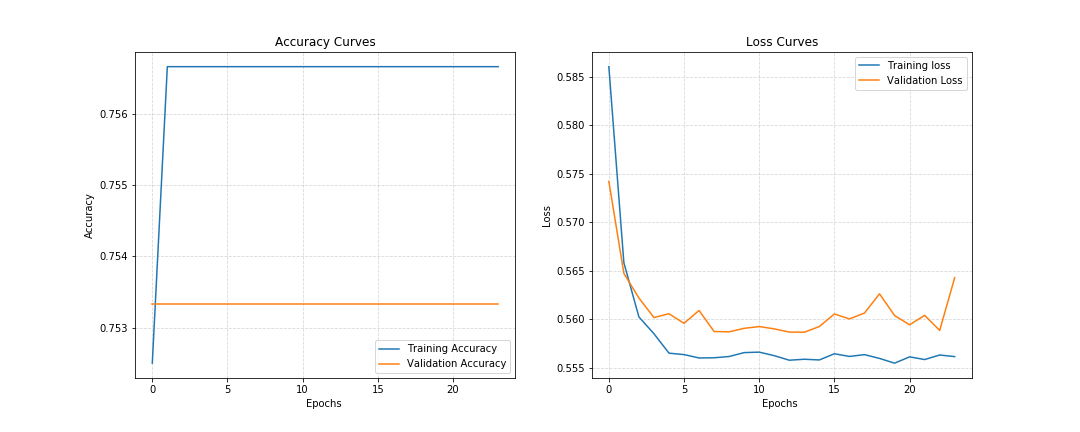 Accuracy Curves
Accuracy
0.756
0.755
0.754
0.753
0
5
10
15
20
Epochs
Training Accuracy
Validation Accuracy
Loss Curves
Loss
0.585
0.580
0.575
0.570
0.565
0.560
0.555
0
5
10
15
20
Epochs
Training loss
Validation Loss